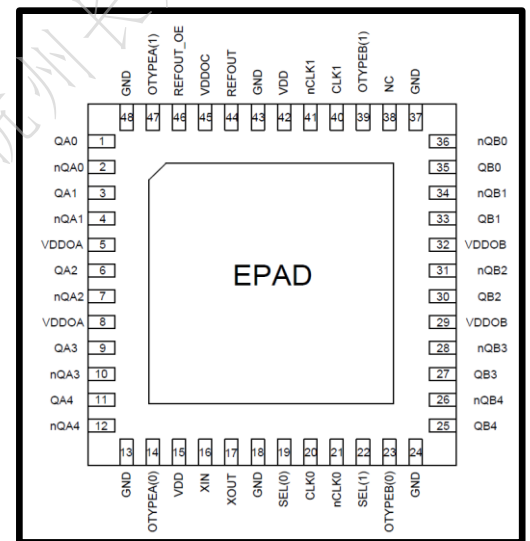 杭州长
GND
OTYPEA(1)
REFOUT_OE
VDDOC
REFOUT
GND
VDD
nCLK1
CLK1
OTYPEB(1)
NC
GND
48
47
46
45
44
43
42
41
40
39
38
37
QA0 1
36 nQB0
nQA0 2
35 QB0
QA1 3
34 nQB1
nQA1 4
33 QB1
VDDOA 5
32 VDDOB
QA2 6
31 nQB2
EPAD
nQA2 7
30 QB2
VDDOA 8
29 VDDOB
QA3 9
28 nQB3
nQA3 10
27 QB3
QA4 11
26 nQB4
nQA4 12
25 QB4
13
14
15
16
17
18
19
20
21
22
23
24
GND
OTYPEA(0)
VDD
XIN
XOUT
GND
SEL(0)
CLK0
nCLK0
SEL(1)
OTYPEB(0)
GND